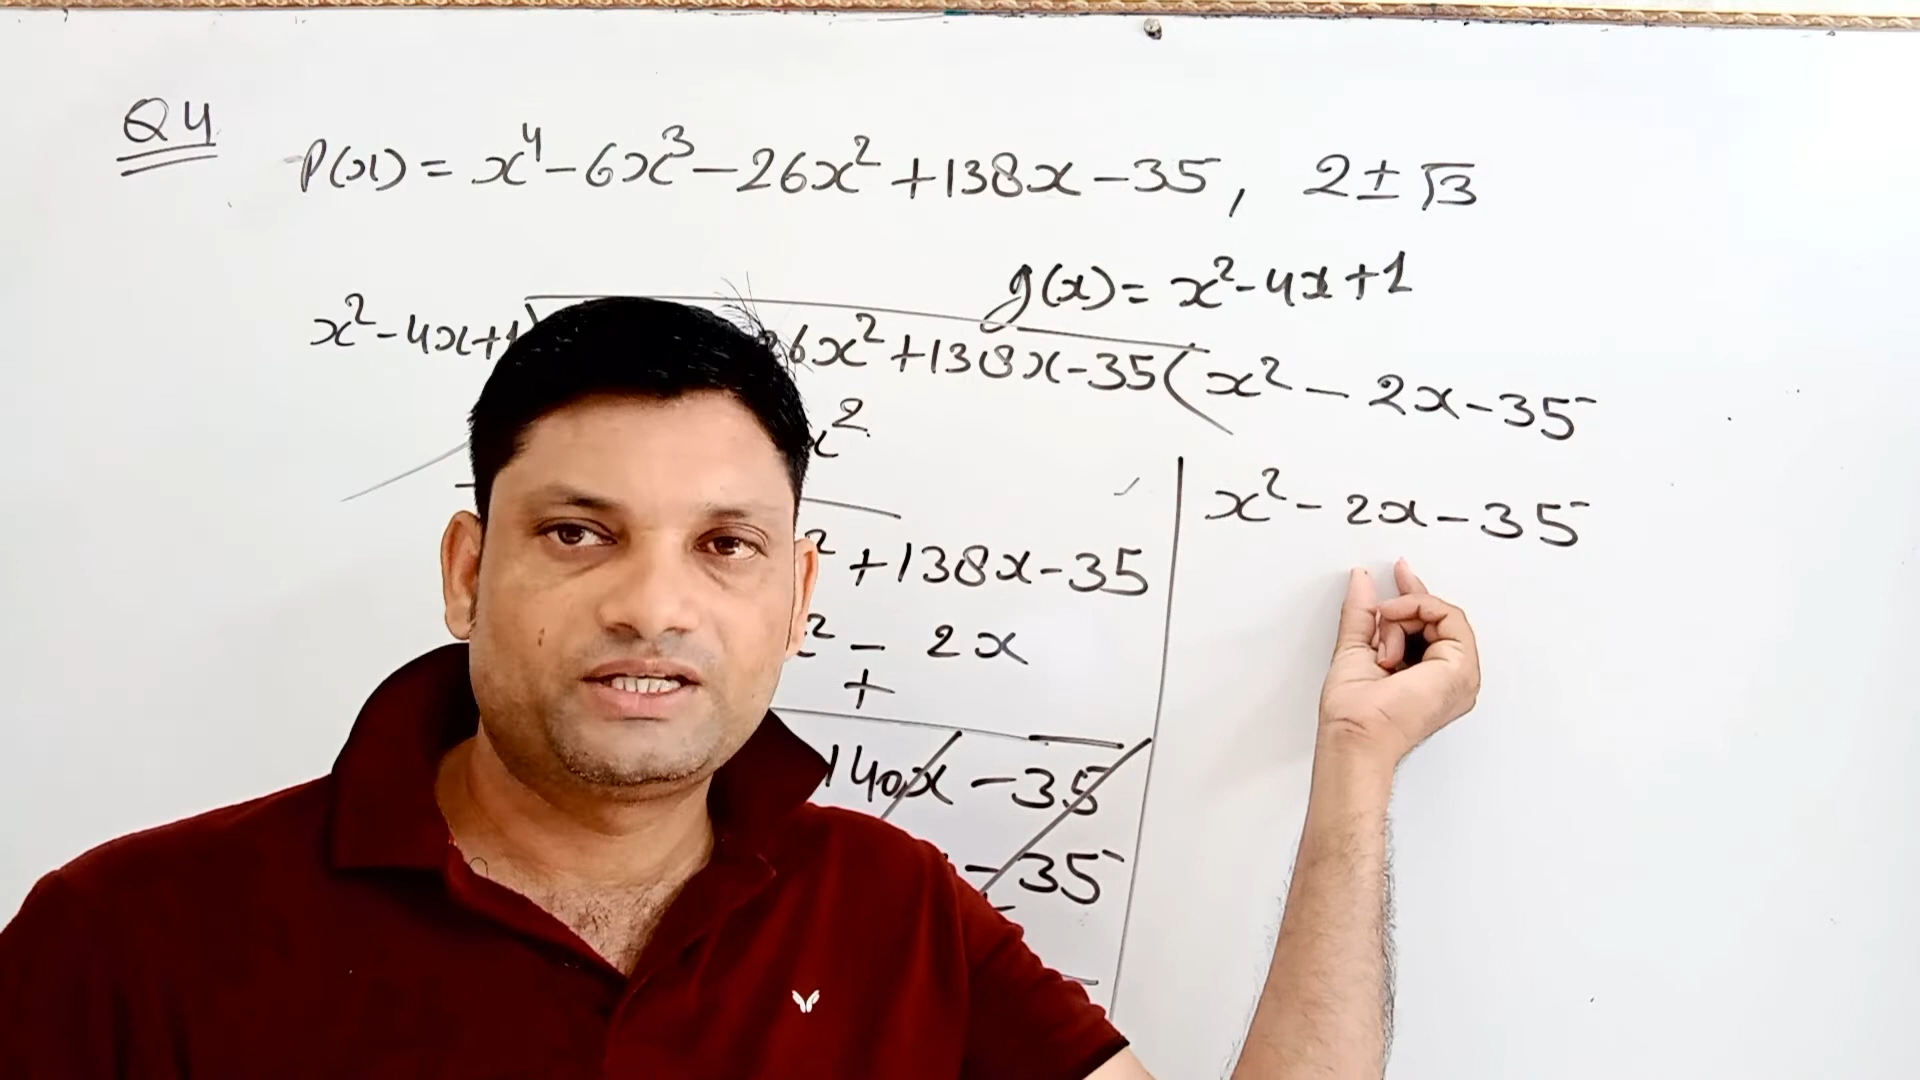 Q4
P(x) = x⁴ - 6x³ - 26x² + 138x - 35, 2 ± √3
g(x) = x² - 4x + 1
x² - 4x + 1 6x² + 138x - 35 ( x² - 2x - 35
x²
x² - 2x - 35
² + 138x - 35
² - 2x
+
140x - 35
- 35